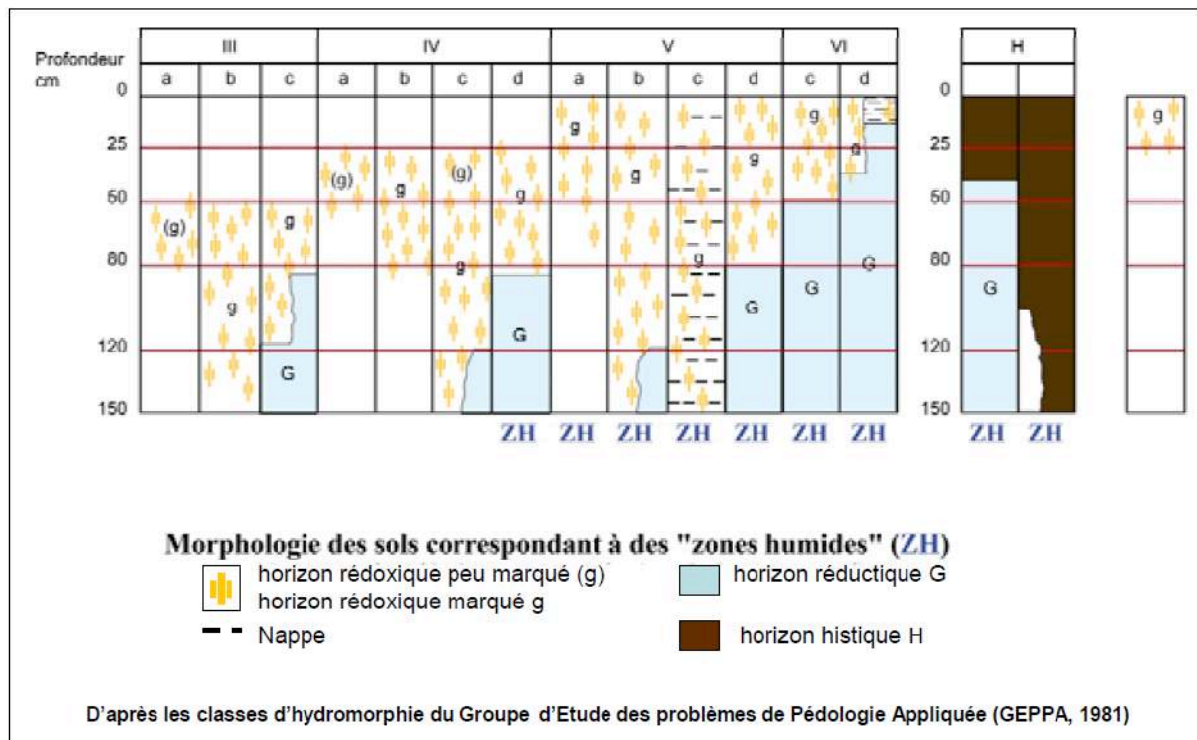 III IV V VI H
Profondeur
cm
a b c a b c d a b c d c d
0 0
g g d g
g
25 25
(g) g (g) g g g g
50 50
(g) g g
80 80
g g g G G G G G
120 120
G
150 150
ZH ZH ZH ZH ZH ZH ZH ZH ZH
Morphologie des sols correspondant à des "zones humides" (ZH)
horizon rédoxique peu marqué (g) horizon réductique G
horizon rédoxique marqué g
Nappe horizon histique H
D'après les classes d'hydromorphie du Groupe d'Etude des problèmes de Pédologie Appliquée (GEPPA, 1981)